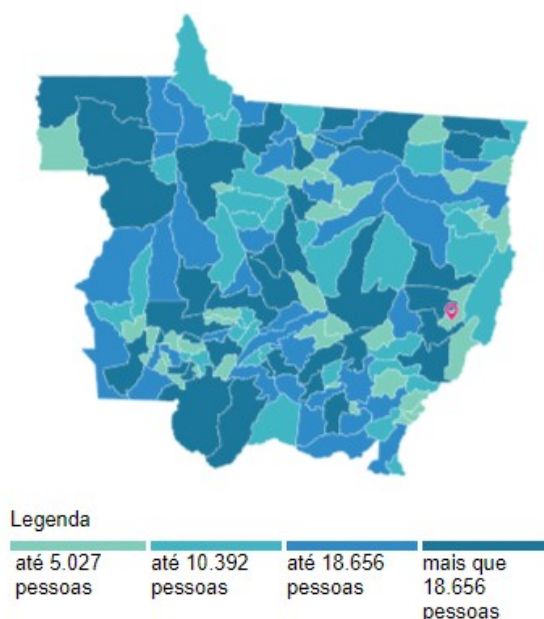 Legenda
até 5.027 pessoas
até 10.392 pessoas
até 18.656 pessoas
mais que 18.656 pessoas